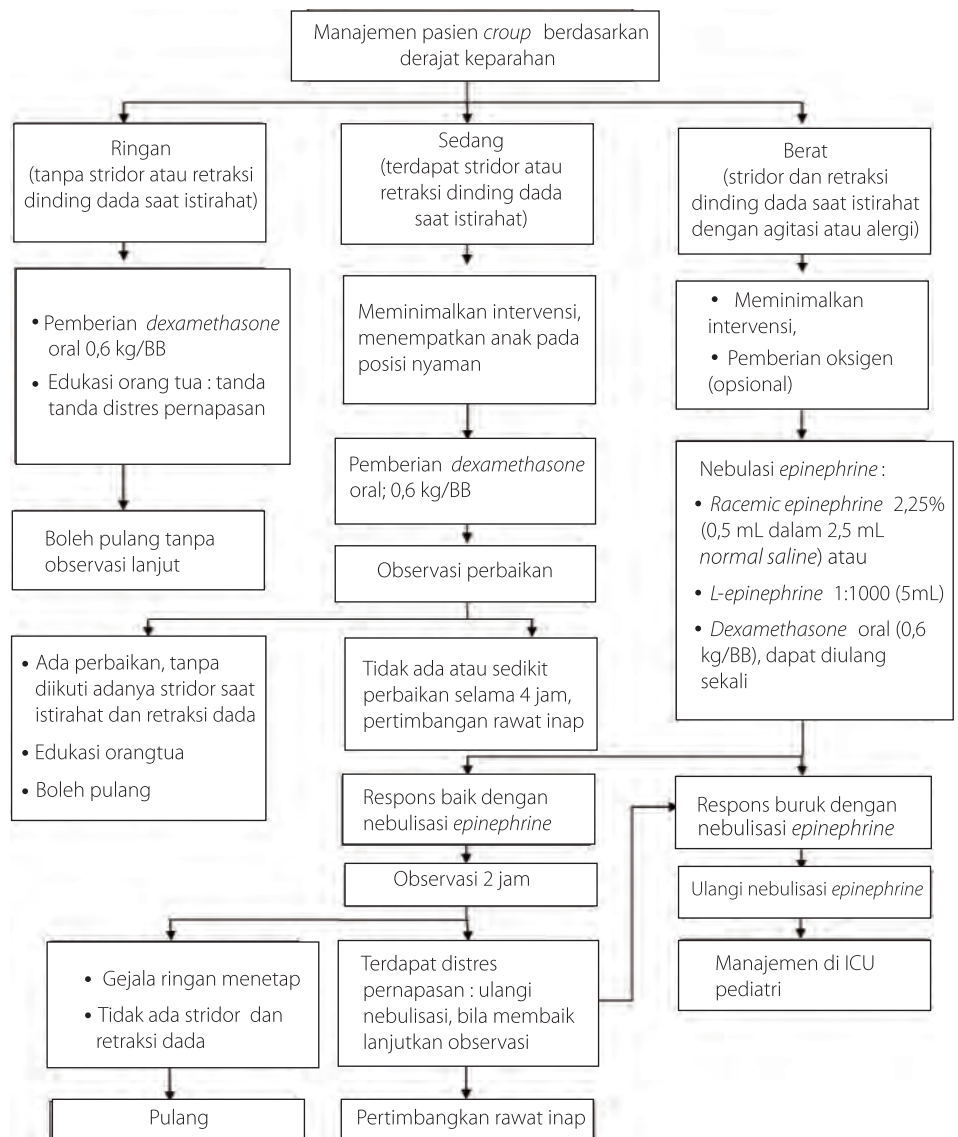 Manajemen pasien croup berdasarkan
derajat keparahan
Ringan
(tanpa stridor atau retraksi
dinding dada saat istirahat)
Sedang
(terdapat stridor atau
retraksi dinding dada
saat istirahat)
Berat
(stridor dan retraksi
dinding dada saat istirahat
dengan agitasi atau alergi)
• Pemberian dexamethasone
oral 0,6 kg/BB
• Edukasi orang tua : tanda
tanda distres pernapasan
Meminimalkan intervensi,
menempatkan anak pada
posisi nyaman
• Meminimalkan
intervensi,
• Pemberian oksigen
(opsional)
Boleh pulang tanpa
observasi lanjut
Pemberian dexamethasone
oral; 0,6 kg/BB
Observasi perbaikan
Nebulasi epinephrine :
• Racemic epinephrine 2,25%
(0,5 mL dalam 2,5 mL
normal saline) atau
• L-epinephrine 1:1000 (5mL)
• Dexamethasone oral (0,6
kg/BB), dapat diulang
sekali
• Ada perbaikan, tanpa
diikuti adanya stridor saat
istirahat dan retraksi dada
• Edukasi orangtua
• Boleh pulang
Tidak ada atau sedikit
perbaikan selama 4 jam,
pertimbangan rawat inap
Respons baik dengan
nebulisasi epinephrine
Respons buruk dengan
nebulisasi epinephrine
Observasi 2 jam
Ulangi nebulisasi epinephrine
• Gejala ringan menetap
• Tidak ada stridor dan
retraksi dada
Terdapat distres
pernapasan : ulangi
nebulisasi, bila membaik
lanjutkan observasi
Manajemen di ICU
pediatri
Pulang
Pertimbangkan rawat inap